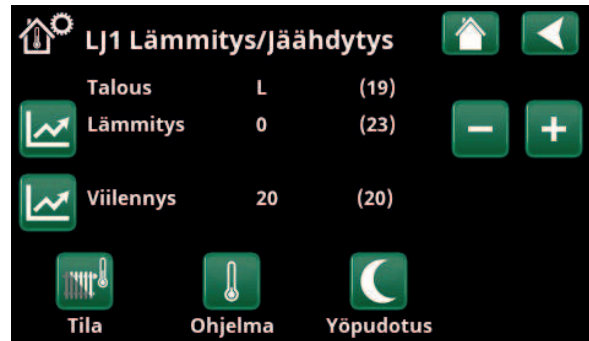 LJ1 Lämmitys/Jäähdytys
Talous L (19)
Lämmitys 0 (23)
Viilennys 20 (20)
Tila Ohjelma Yöpudotus